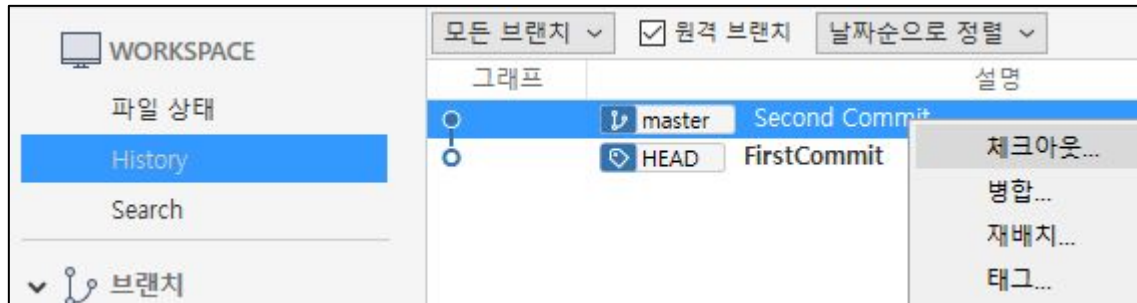 WORKSPACE
파일 상태
History
Search
브랜치
모든 브랜치 원격 브랜치 날짜순으로 정렬
그래프 설명
master Second Commit
HEAD FirstCommit
체크아웃...
병합...
재배치...
태그...